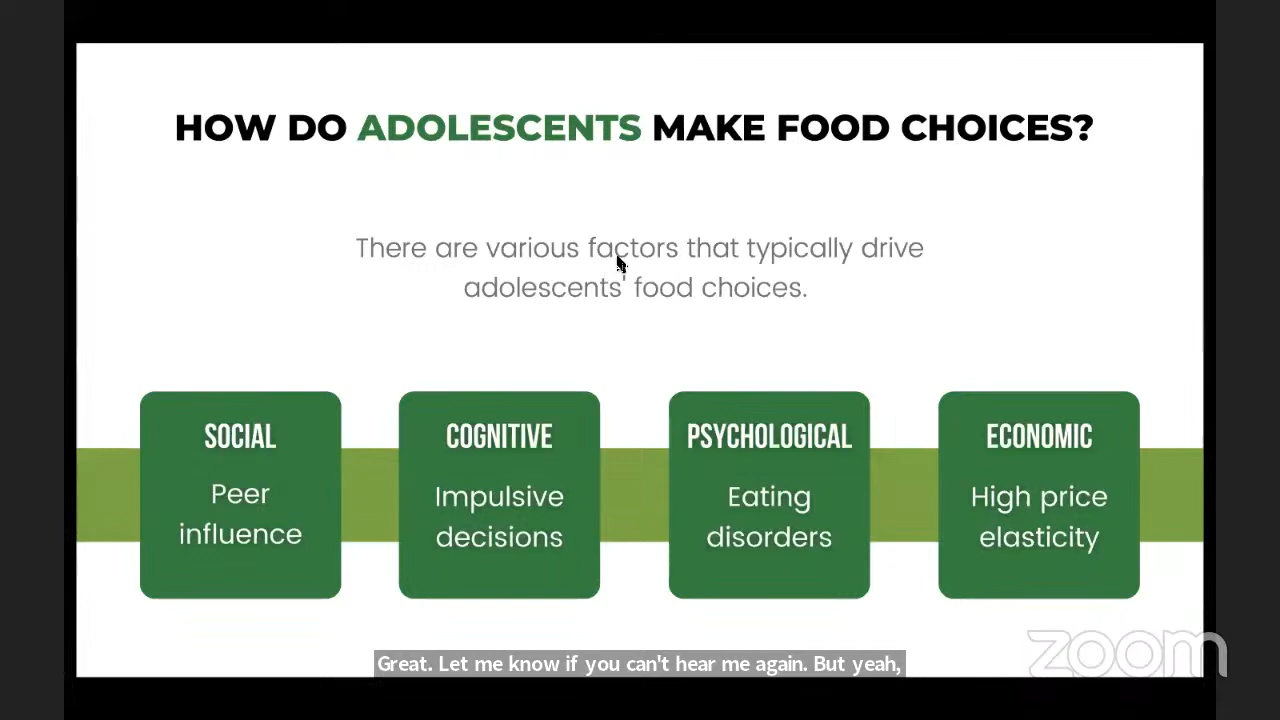 HOW DO ADOLESCENTS MAKE FOOD CHOICES?
There are various factors that typically drive
adolescents' food choices.
SOCIAL
Peer
influence
COGNITIVE
Impulsive
decisions
PSYCHOLOGICAL
Eating
disorders
ECONOMIC
High price
elasticity
Great. Let me know if you can't hear me again. But yeah,
zoom